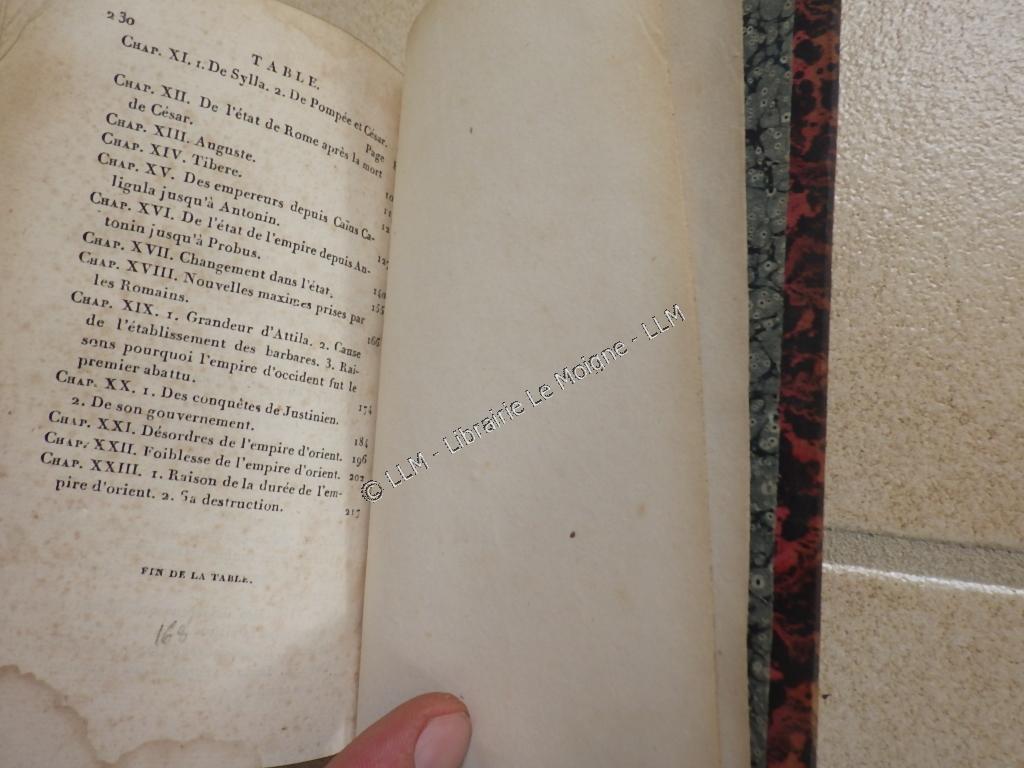 230
TABLE.
CHAP. XI. 1. De Sylla. 2. De Pompée et César.
Page
CHAP. XII. De l'état de Rome après la mort
de César.
CHAP. XIII. Auguste.
CHAP. XIV. Tibere.
CHAP. XV. Des empereurs depuis Caïus Ca-
ligula jusqu'à Antonin.
CHAP. XVI. De l'état de l'empire depuis An-
tonin jusqu'à Probus.
CHAP. XVII. Changement dans l'état. 140
CHAP. XVIII. Nouvelles maximes prises par
les Romains.
CHAP. XIX. 1. Grandeur d'Attila. 2. Cause
de l'établissement des barbares. 3. Rai-
sons pourquoi l'empire d'occident fut le
premier abattu. 174
CHAP. XX. 1. Des conquêtes de Justinien.
2. De son gouvernement. 184
CHAP. XXI. Désordres de l'empire d'orient. 196
CHAP. XXII. Foiblesse de l'empire d'orient. 202
CHAP. XXIII. 1. Raison de la durée de l'em-
pire d'orient. 2. Sa destruction. 217
FIN DE LA TABLE.
© LLM - Librairie Le Moigne - LLM